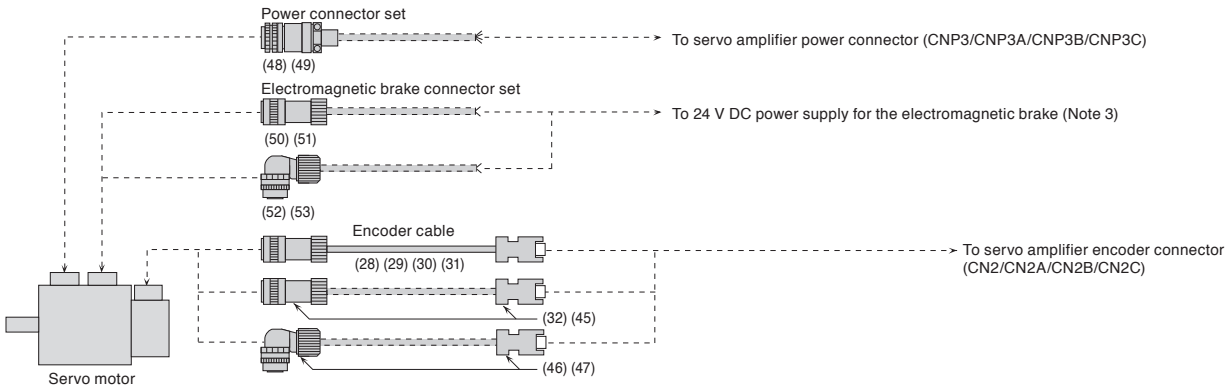 Power connector set
To servo amplifier power connector (CNP3/CNP3A/CNP3B/CNP3C)
(48) (49)
Electromagnetic brake connector set
To 24 V DC power supply for the electromagnetic brake (Note 3)
(50) (51)
(52) (53)
Encoder cable
(28) (29) (30) (31)
To servo amplifier encoder connector
(CN2/CN2A/CN2B/CN2C)
(32) (45)
(46) (47)
Servo motor